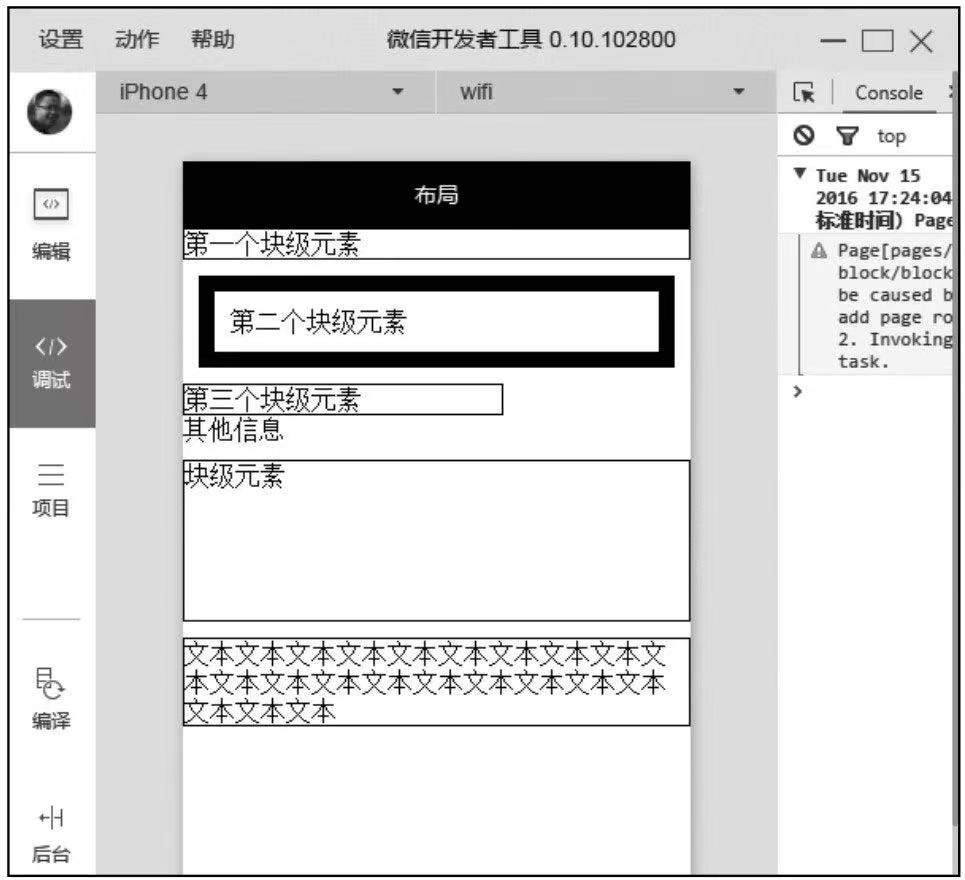 设置 动作 帮助 微信开发者工具 0.10.102800
iPhone 4 wifi
Console
top
Tue Nov 15
2016 17:24:04
标准时间) Page
Page[pages/
block/block
be caused b
add page ro
2. Invoking
task.
</>
编辑
</>
调试
项目
编译
后台
布局
第一个块级元素
第二个块级元素
第三个块级元素
其他信息
块级元素
文本文本文本文本文本文本文本文本文本文
本文本文本文本文本文本文本文本文本文本
文本文本文本